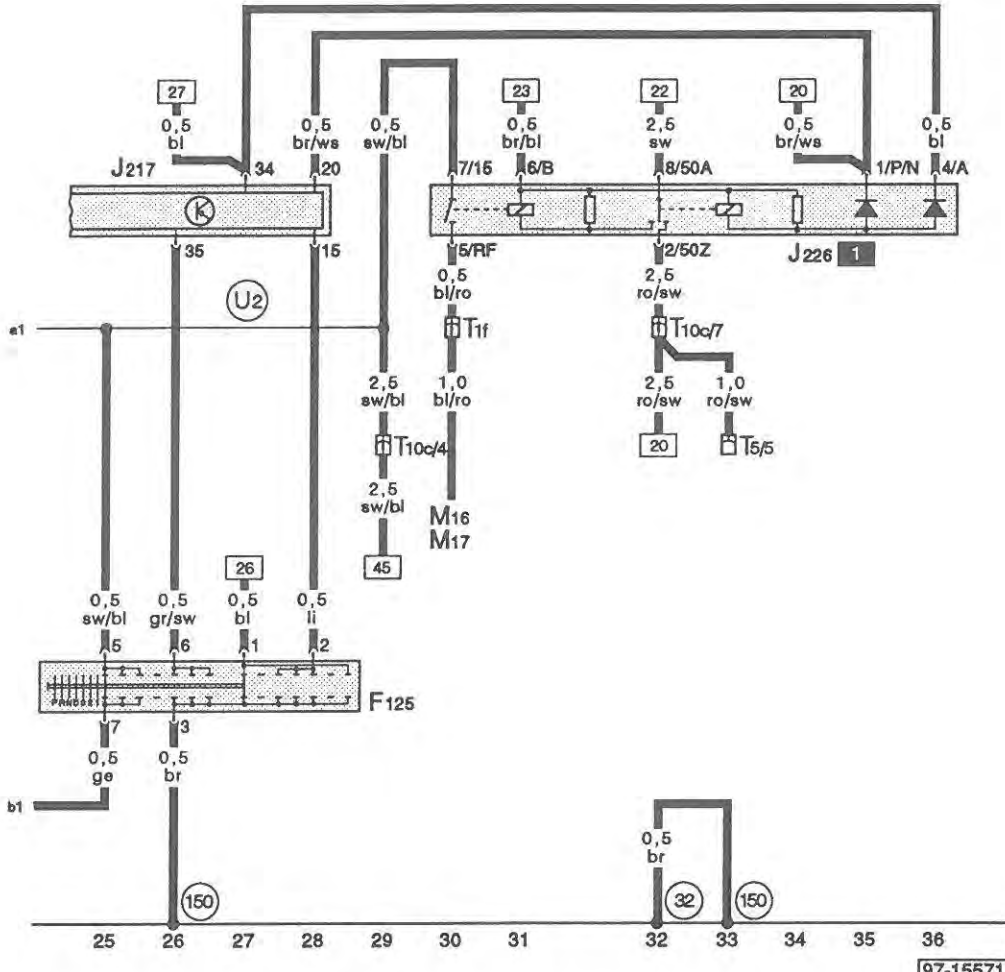 27 23 22 20
0,5 0,5 0,5 0,5 2,5 0,5 0,5
bl br/ws sw/bl br/bl sw br/ws bl
J217 34 20 7/15 6/B 8/50A 1/P/N 4/A
35 15 5/RF 2/50Z J226 1
U2 0,5 2,5
bl/ro ro/sw
e1 T1f T10c/7
2,5 1,0 2,5 1,0
sw/bl bl/ro ro/sw ro/sw
T10c/4 20 T5/5
2,5
sw/bl
M16
M17
26 45
0,5 0,5 0,5 0,5
sw/bl gr/sw bl li
5 6 1 2
PRND321 F125
7 3
0,5 0,5
ge br
b1
0,5
br
150 32 150
25 26 27 28 29 30 31 32 33 34 35 36
97-15571